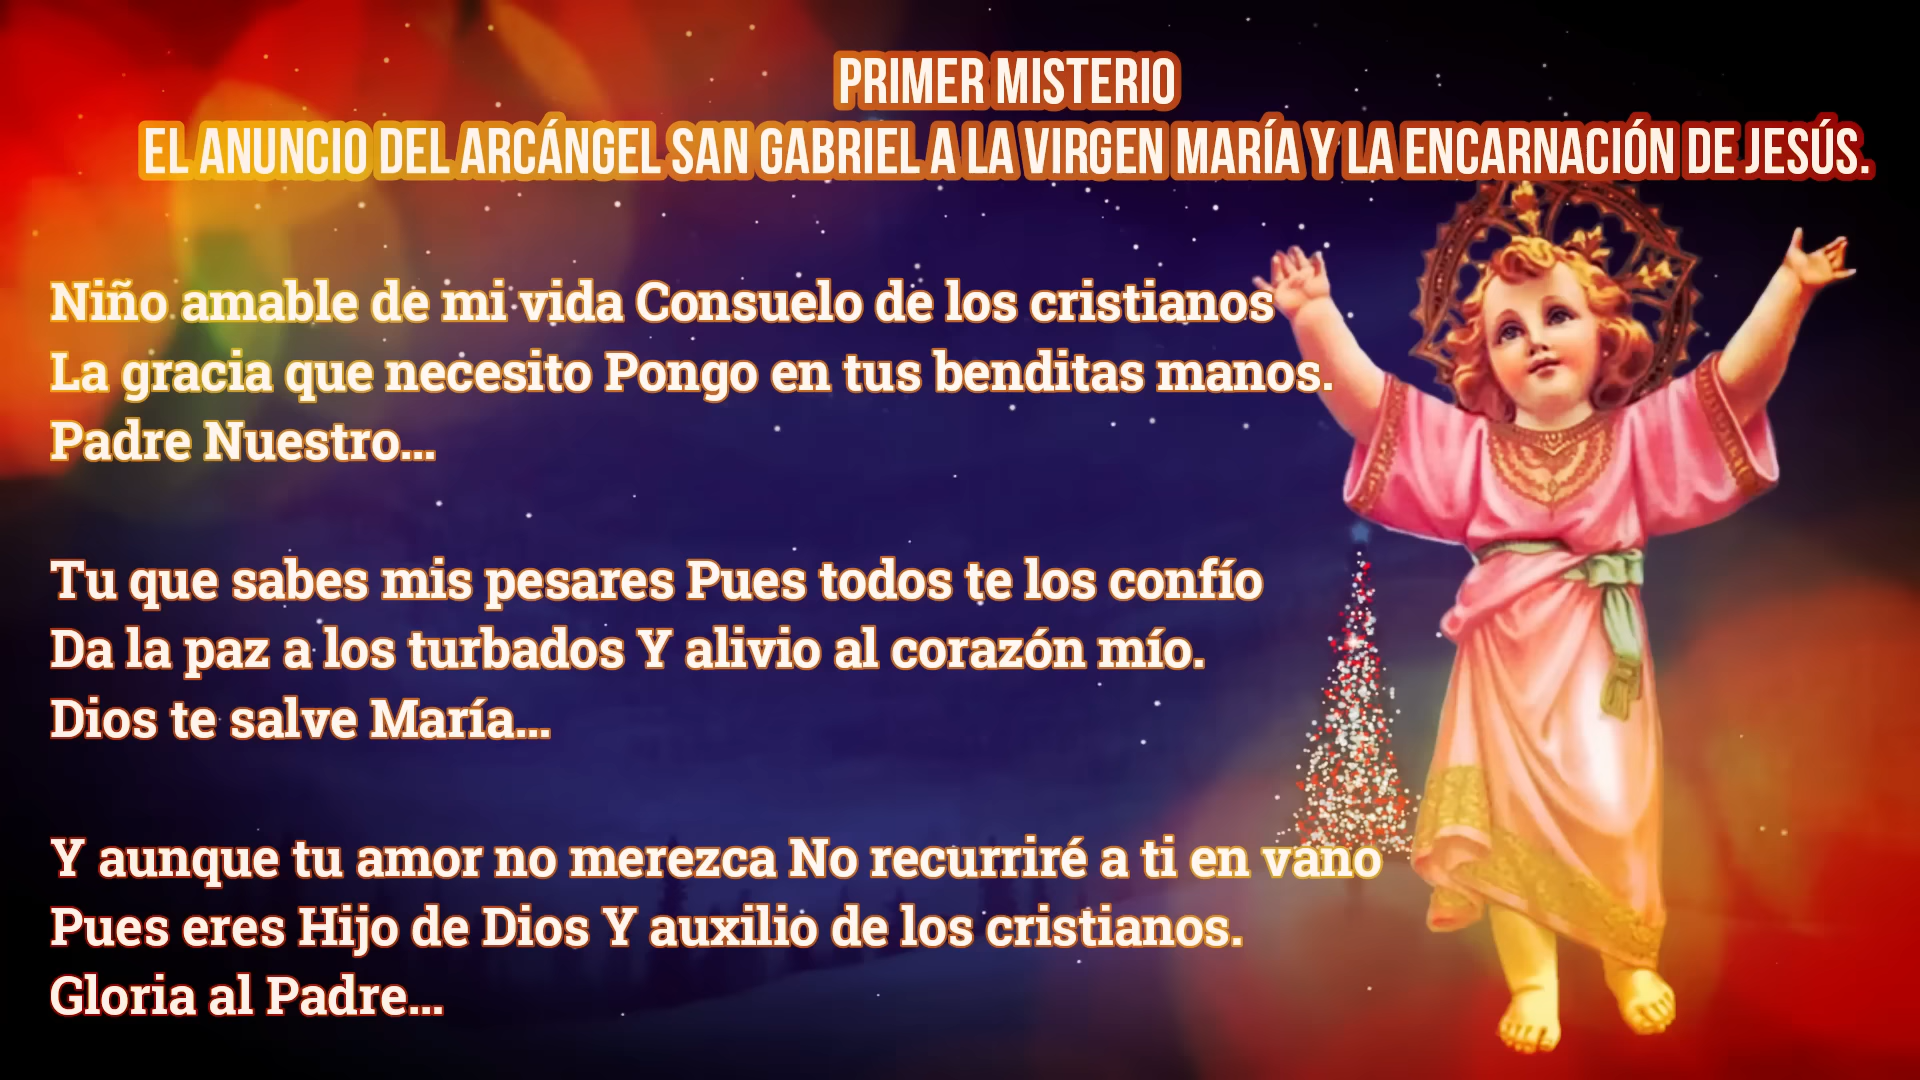 PRIMER MISTERIO
EL ANUNCIO DEL ARCÁNGEL SAN GABRIEL A LA VIRGEN MARÍA Y LA ENCARNACIÓN DE JESÚS.
Niño amable de mi vida Consuelo de los cristianos
La gracia que necesito Pongo en tus benditas manos.
Padre Nuestro...
Tu que sabes mis pesares Pues todos te los confío
Da la paz a los turbados Y alivio al corazón mío.
Dios te salve María...
Y aunque tu amor no merezca No recurriré a ti en vano
Pues eres Hijo de Dios Y auxilio de los cristianos.
Gloria al Padre...